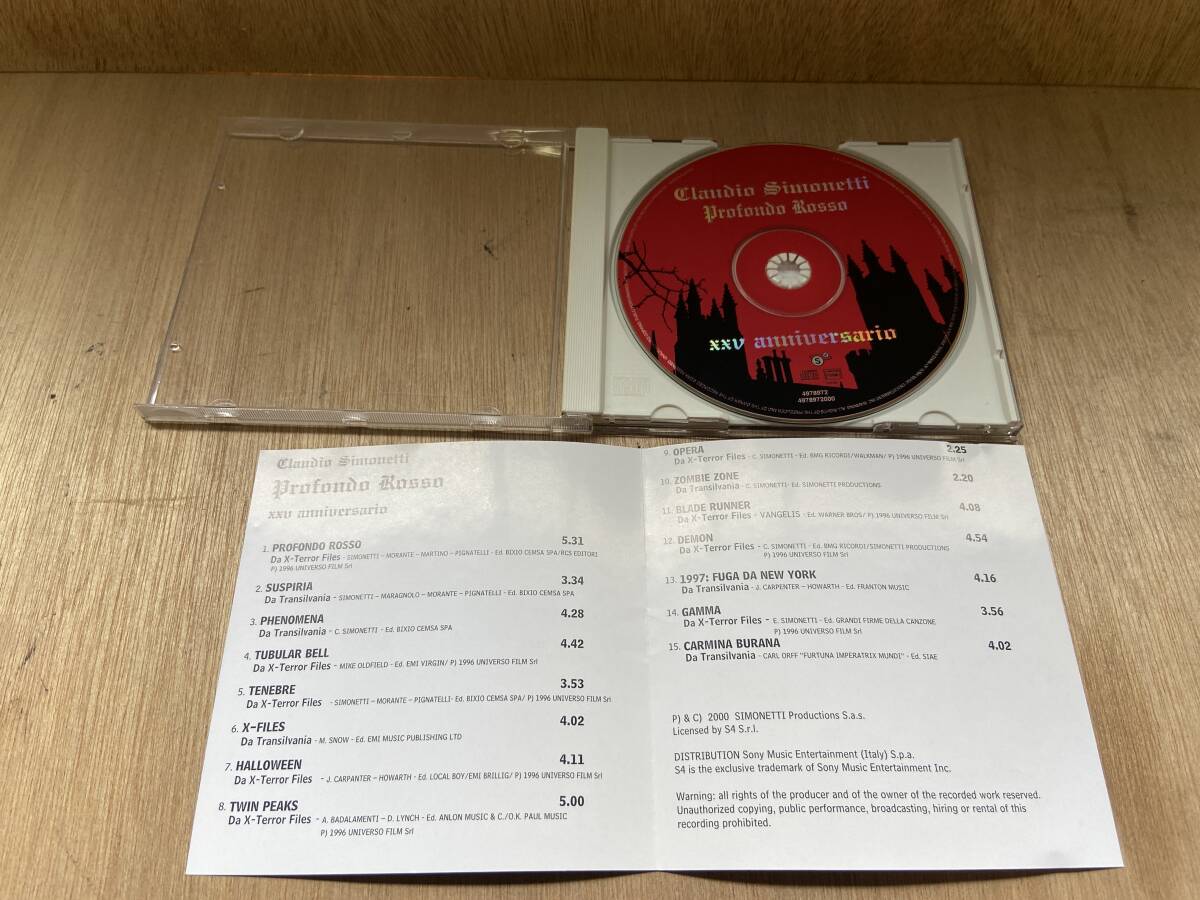 Claudio Simonetti
Profondo Rosso
xxv anniversario
S
4978972
4978972000
Claudio Simonetti
Profondo Rosso
xxv anniversario
1. PROFONDO ROSSO 5.31
Da X-Terror Files - SIMONETTI – MORANTE – MARTINO – PIGNATELLI - Ed. BIXIO CEMSA SPA/RCS EDITORI
P) 1996 UNIVERSO FILM Srl
2. SUSPIRIA 3.34
Da Transilvania - SIMONETTI – MARAGNOLO – MORANTE – PIGNATELLI - Ed. BIXIO CEMSA SPA
3. PHENOMENA 4.28
Da Transilvania - C. SIMONETTI - Ed. BIXIO CEMSA SPA
4. TUBULAR BELL 4.42
Da X-Terror Files - MIKE OLDFIELD - Ed. EMI VIRGIN/ P) 1996 UNIVERSO FILM Srl
5. TENEBRE 3.53
Da X-Terror Files - SIMONETTI – MORANTE – PIGNATELLI- Ed. BIXIO CEMSA SPA/ P) 1996 UNIVERSO FILM Srl
6. X-FILES 4.02
Da Transilvania - M. SNOW - Ed. EMI MUSIC PUBLISHING LTD
7. HALLOWEEN 4.11
Da X-Terror Files - J. CARPANTER – HOWARTH - Ed. LOCAL BOY/EMI BRILLIG/ P) 1996 UNIVERSO FILM Srl
8. TWIN PEAKS 5.00
Da X-Terror Files - A. BADALAMENTI – D. LYNCH - Ed. ANLON MUSIC & C./O.K. PAUL MUSIC
P) 1996 UNIVERSO FILM Srl
9. OPERA 2.25
Da X-Terror Files - C. SIMONETTI - Ed. BMG RICORDI/WALKMAN/ P) 1996 UNIVERSO FILM Srl
10. ZOMBIE ZONE 2.20
Da Transilvania - C. SIMONETTI- Ed. SIMONETTI PRODUCTIONS
11. BLADE RUNNER 4.08
Da X-Terror Files - VANGELIS - Ed. WARNER BROS/ P) 1996 UNIVERSO FILM Srl
12. DEMON 4.54
Da X-Terror Files - C. SIMONETTI - Ed. BMG RICORDI/SIMONETTI PRODUCTIONS
P) 1996 UNIVERSO FILM Srl
13. 1997: FUGA DA NEW YORK 4.16
Da Transilvania - J. CARPENTER - HOWARTH - Ed. FRANTON MUSIC
14. GAMMA 3.56
Da X-Terror Files - E. SIMONETTI - Ed. GRANDI FIRME DELLA CANZONE
P) 1996 UNIVERSO FILM Srl
15. CARMINA BURANA 4.02
Da Transilvania - CARL ORFF "FURTUNA IMPERATRIX MUNDI" - Ed. SIAE
P) & C) 2000 SIMONETTI Productions S.a.s.
Licensed by S4 S.r.l.
DISTRIBUTION Sony Music Entertainment (Italy) S.p.a.
S4 is the exclusive trademark of Sony Music Entertainment Inc.
Warning: all rights of the producer and of the owner of the recorded work reserved.
Unauthorized copying, public performance, broadcasting, hiring or rental of this
recording prohibited.